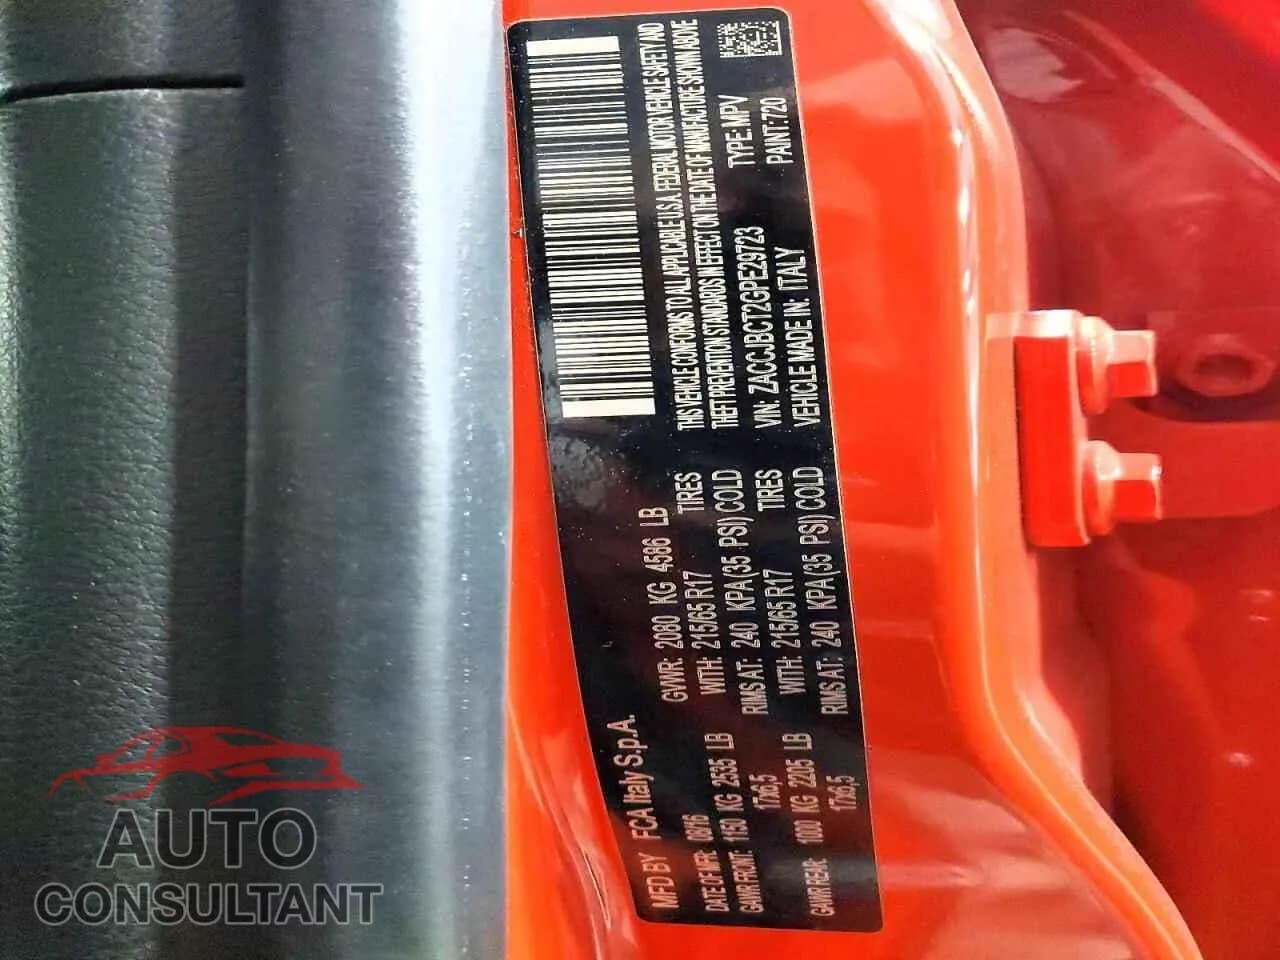 MFD BY FCA Italy S.p.A.
DATE OF MFR: 08/16 GVWR: 2080 KG 4586 LB
GAWR FRONT: 1150 KG 2535 LB WITH: 215/65 R17 TIRES
17x6,5 RIMS AT: 240 KPA(35 PSI) COLD
GAWR REAR: 1000 KG 2205 LB WITH: 215/65 R17 TIRES
17x6,5 RIMS AT: 240 KPA(35 PSI) COLD
THIS VEHICLE CONFORMS TO ALL APPLICABLE U.S.A. FEDERAL MOTOR VEHICLE SAFETY AND
THEFT PREVENTION STANDARDS IN EFFECT ON THE DATE OF MANUFACTURE SHOWN ABOVE
VIN: ZACCJBCT2GPE29723 TYPE: MPV
VEHICLE MADE IN: ITALY PAINT: 720
AUTO
CONSULTANT